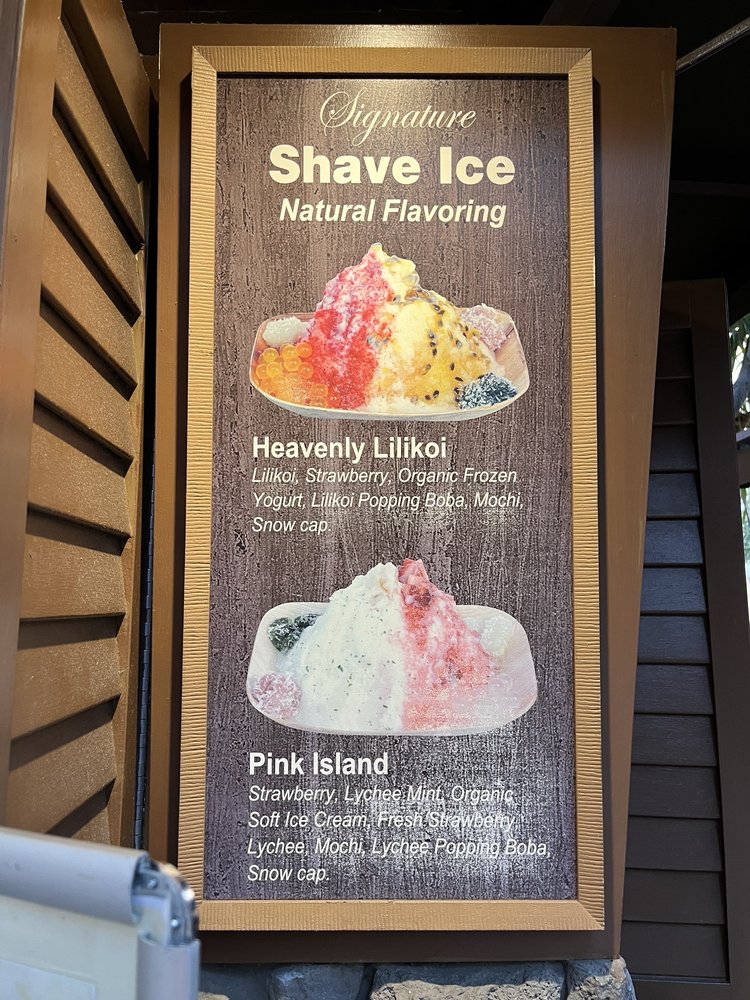 Signature
Shave Ice
Natural Flavoring
Heavenly Lilikoi
Lilikoi, Strawberry, Organic Frozen
Yogurt, Lilikoi Popping Boba, Mochi,
Snow cap.
Pink Island
Strawberry, Lychee Mint, Organic
Soft Ice Cream, Fresh Strawberry,
Lychee, Mochi, Lychee Popping Boba,
Snow cap.